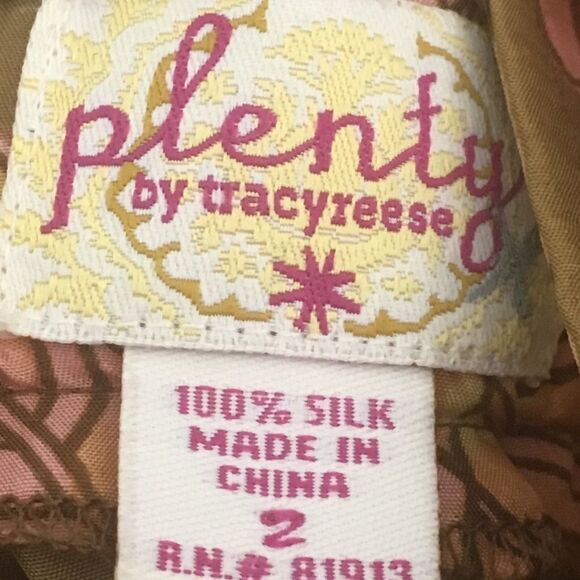 plenty
by tracyreese
100% SILK
MADE IN
CHINA
2
R.N.# 81913